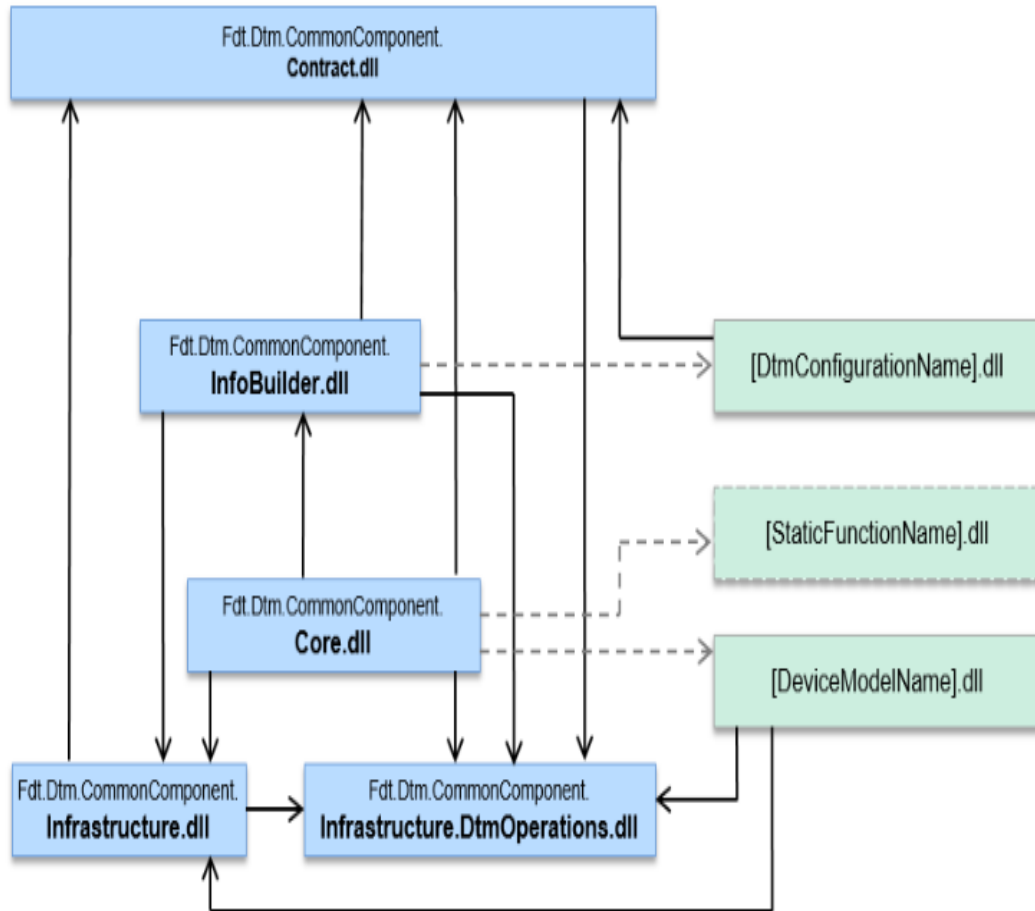 Fdt.Dtm.CommonComponent.
Contract.dll
Fdt.Dtm.CommonComponent.
InfoBuilder.dll
[DtmConfigurationName].dll
[StaticFunctionName].dll
Fdt.Dtm.CommonComponent.
Core.dll
[DeviceModelName].dll
Fdt.Dtm.CommonComponent.
Infrastructure.dll
Fdt.Dtm.CommonComponent.
Infrastructure.DtmOperations.dll